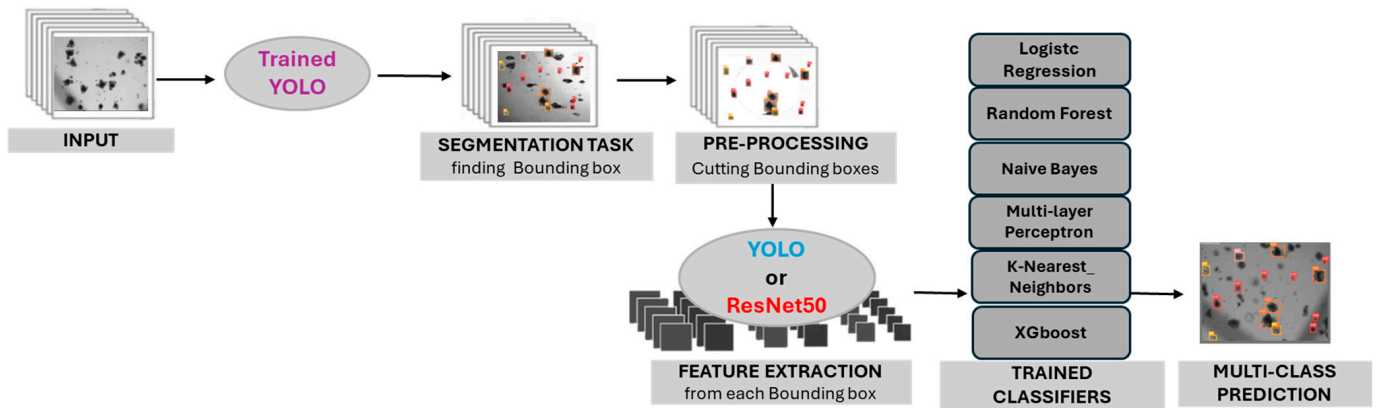 Trained
YOLO
INPUT
SEGMENTATION TASK
finding Bounding box
PRE-PROCESSING
Cutting Bounding boxes
YOLO
or
ResNet50
FEATURE EXTRACTION
from each Bounding box
Logistc
Regression
Random Forest
Naive Bayes
Multi-layer
Perceptron
K-Nearest_
Neighbors
XGboost
TRAINED
CLASSIFIERS
MULTI-CLASS
PREDICTION